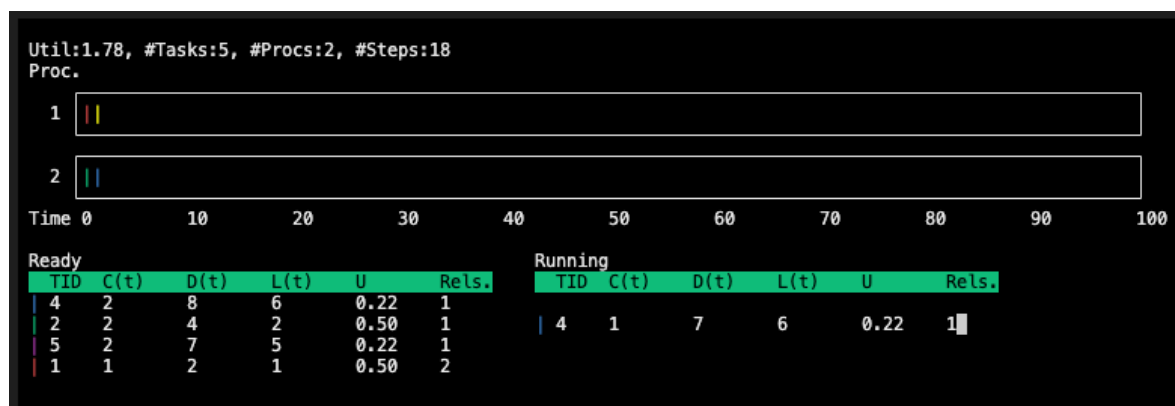 Util:1.78, #Tasks:5, #Procs:2, #Steps:18
Proc.
1
2
Time 0 10 20 30 40 50 60 70 80 90 100
Ready Running
TID C(t) D(t) L(t) U Rels. TID C(t) D(t) L(t) U Rels.
4 2 8 6 0.22 1
2 2 4 2 0.50 1 4 1 7 6 0.22 1
5 2 7 5 0.22 1
1 1 2 1 0.50 2